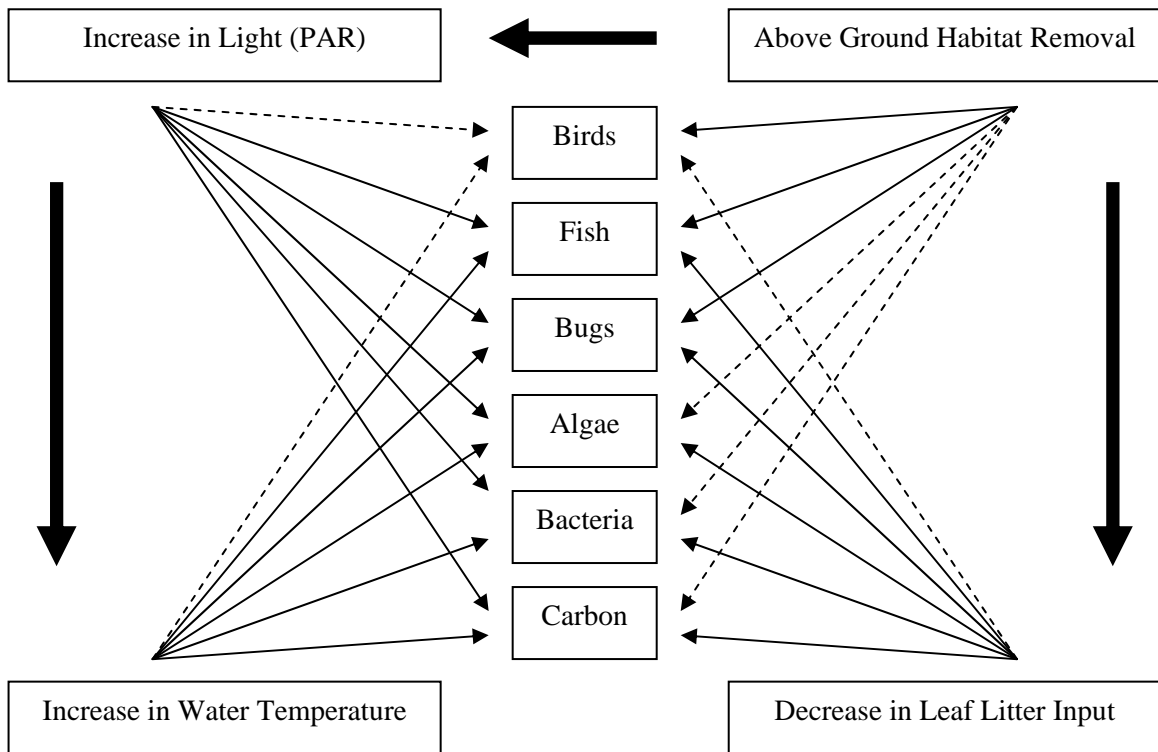 Increase in Light (PAR)
Above Ground Habitat Removal
Birds
Fish
Bugs
Algae
Bacteria
Carbon
Increase in Water Temperature
Decrease in Leaf Litter Input